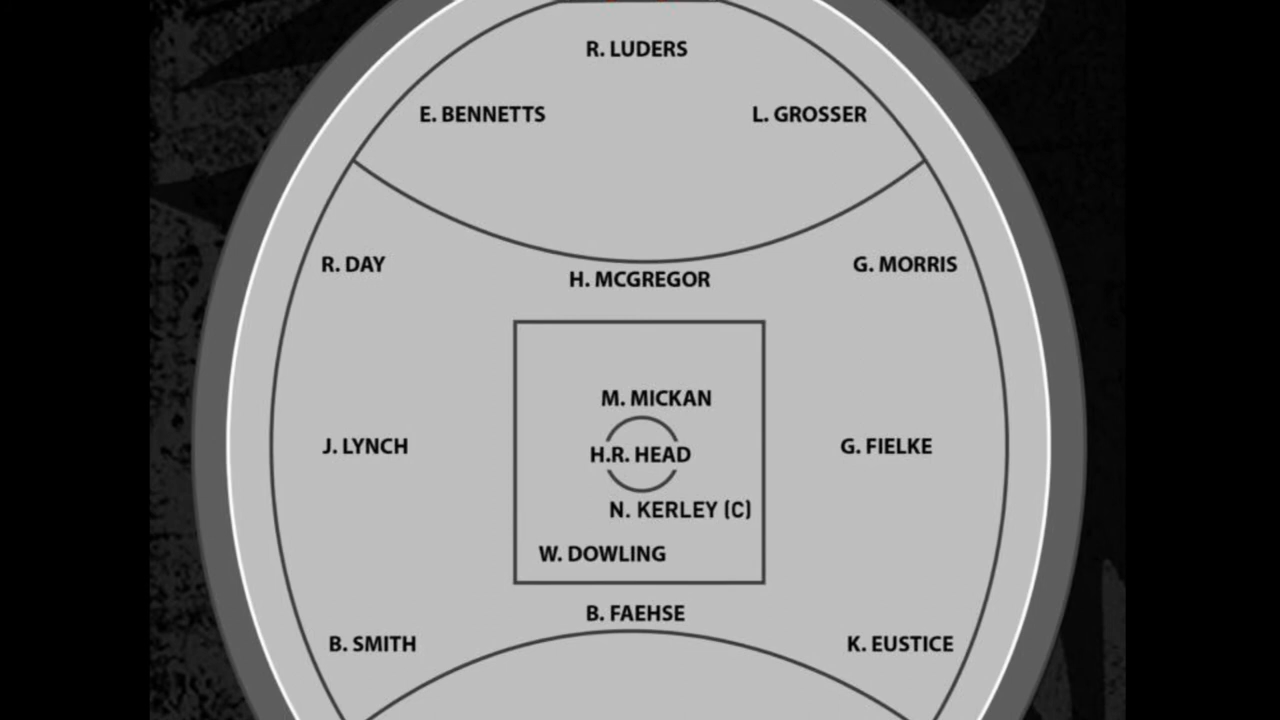 R. LUDERS
E. BENNETTS
L. GROSSER
R. DAY
H. MCGREGOR
G. MORRIS
M. MICKAN
J. LYNCH
H.R. HEAD
G. FIELKE
N. KERLEY (C)
W. DOWLING
B. FAEHSE
B. SMITH
K. EUSTICE